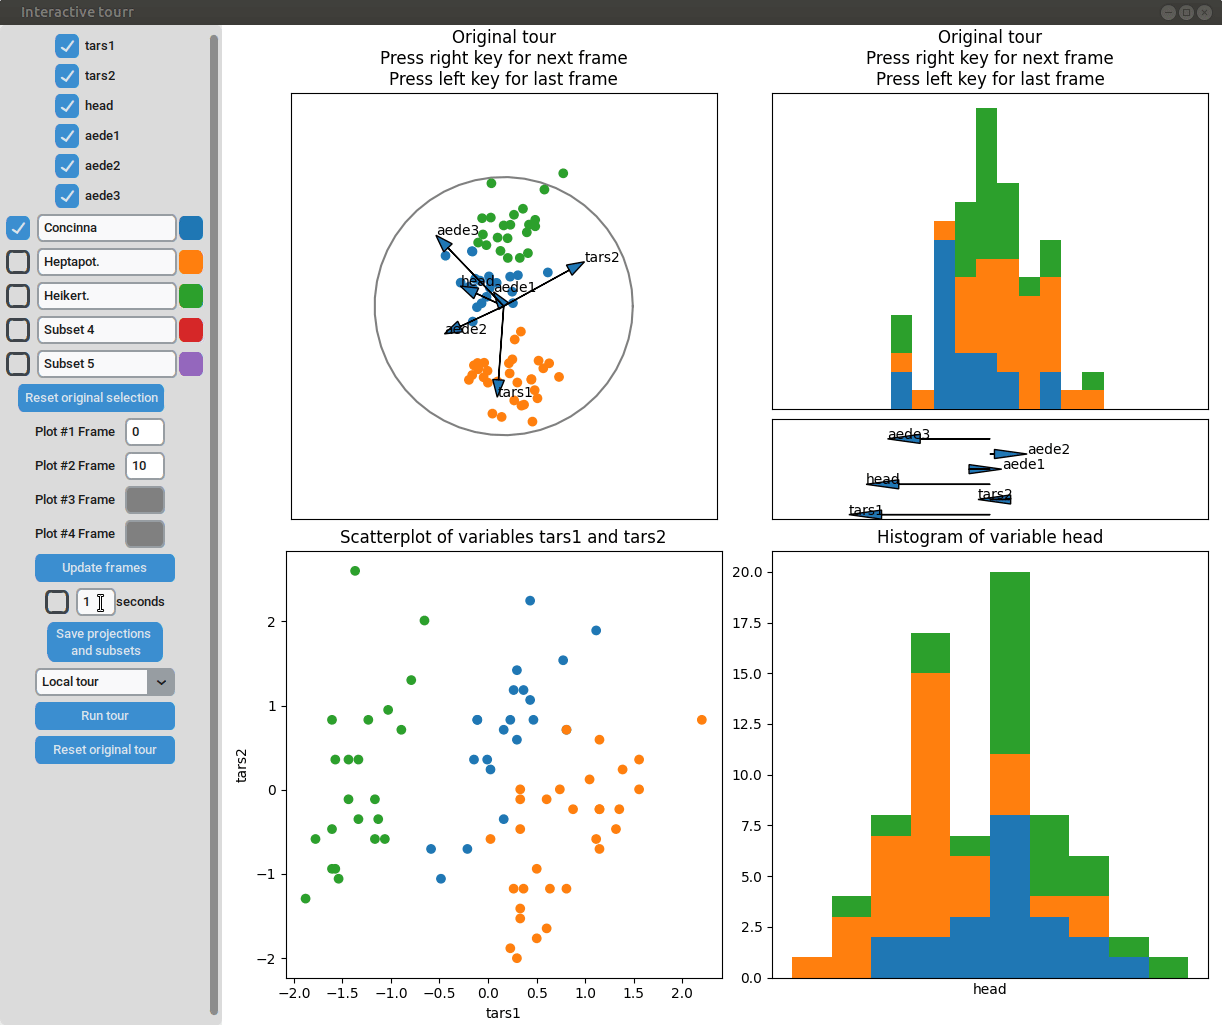 Interactive tourr
tars1
tars2
head
aede1
aede2
aede3
Concinna
Heptapot.
Heikert.
Subset 4
Subset 5
Reset original selection
Plot #1 Frame 0
Plot #2 Frame 10
Plot #3 Frame
Plot #4 Frame
Update frames
1 seconds
Save projections
and subsets
Local tour
Run tour
Reset original tour
Original tour
Press right key for next frame
Press left key for last frame
aede3
tars2
head
aede1
aede2
tars1
Original tour
Press right key for next frame
Press left key for last frame
aede3
aede2
aede1
head
tars2
tars1
Scatterplot of variables tars1 and tars2
2
1
0
−1
−2
tars2
−2.0 −1.5 −1.0 −0.5 0.0 0.5 1.0 1.5 2.0
tars1
Histogram of variable head
20.0
17.5
15.0
12.5
10.0
7.5
5.0
2.5
0.0
head